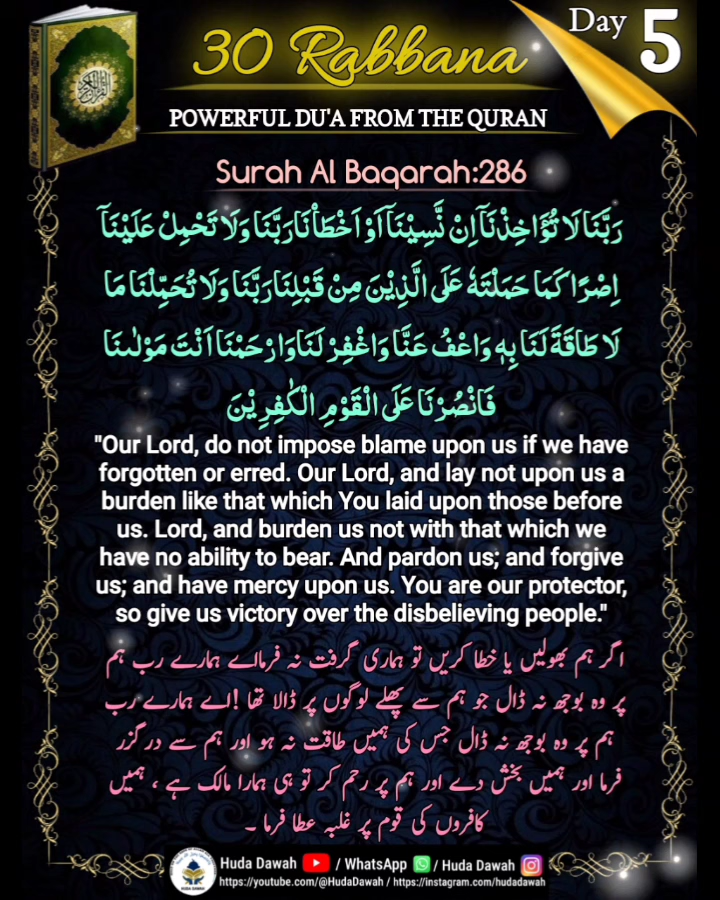 30 Rabbana
Day 5
POWERFUL DU'A FROM THE QURAN
Surah Al Baqarah:286
رَبَّنَا لَا تُؤَاخِذْنَآ اِنْ نَّسِيْنَآ اَوْ اَخْطَاْنَا رَبَّنَا وَلَا تَحْمِلْ عَلَيْنَآ
اِصْرًا كَمَا حَمَلْتَهٗ عَلَى الَّذِيْنَ مِنْ قَبْلِنَا رَبَّنَا وَلَا تُحَمِّلْنَا مَا
لَا طَاقَةَ لَنَا بِهٖ وَاعْفُ عَنَّا وَاغْفِرْ لَنَا وَارْحَمْنَا اَنْتَ مَوْلٰىنَا
فَانْصُرْنَا عَلَى الْقَوْمِ الْكٰفِرِيْنَ
"Our Lord, do not impose blame upon us if we have
forgotten or erred. Our Lord, and lay not upon us a
burden like that which You laid upon those before
us. Lord, and burden us not with that which we
have no ability to bear. And pardon us; and forgive
us; and have mercy upon us. You are our protector,
so give us victory over the disbelieving people."
اگر ہم بھولیں یا خطا کریں تو ہماری گرفت نہ فرمااے ہمارے رب ہم
پر وہ بوجھ نہ ڈال جو ہم سے پہلے لوگوں پر ڈالا تھا !اے ہمارے رب
ہم پر وہ بوجھ نہ ڈال جس کی ہمیں طاقت نہ ہو اور ہم سے درگزر
فرما اور ہمیں بخش دے اور ہم پر رحم کر تو ہی ہمارا مالک ہے ، ہمیں
کافروں کی قوم پر غلبہ عطا فرما ۔
Huda Dawah / WhatsApp / Huda Dawah
https://youtube.com/@HudaDawah / https://instagram.com/hudadawah
HUDA DAWAH